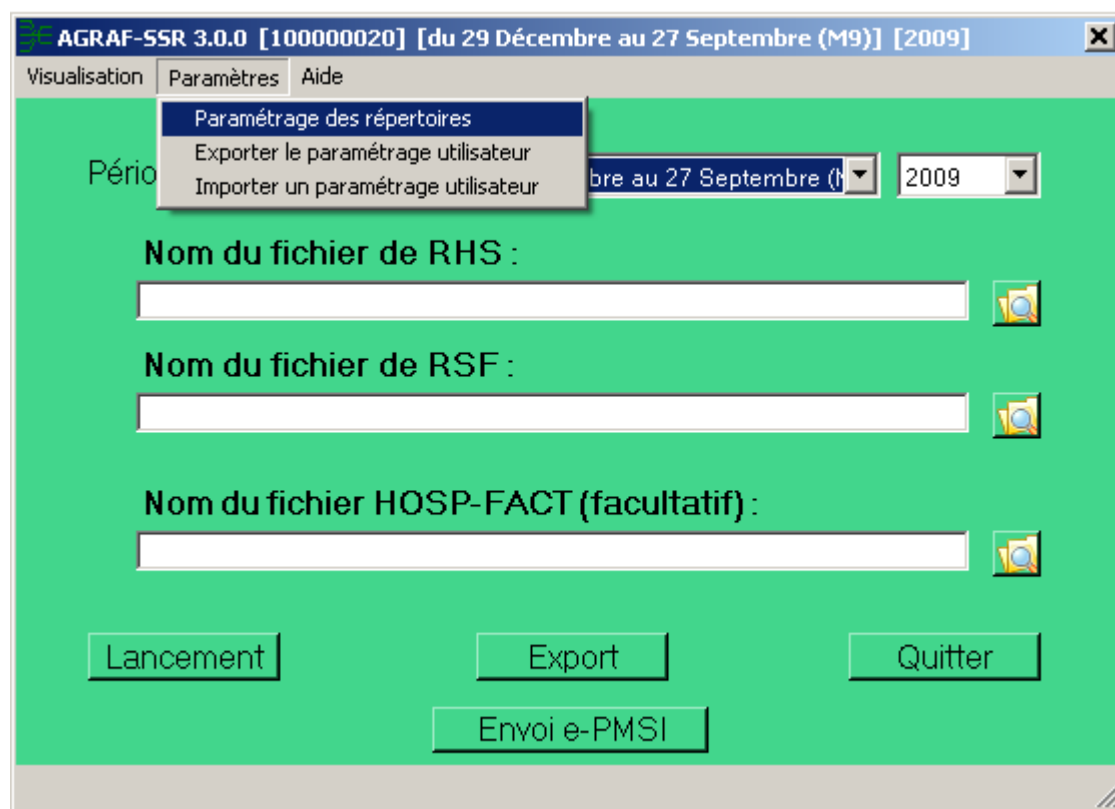 AGRAF-SSR 3.0.0 [100000020] [du 29 Décembre au 27 Septembre (M9)] [2009]
Visualisation Paramètres Aide
Paramétrage des répertoires
Exporter le paramétrage utilisateur
Importer un paramétrage utilisateur
Pério bre au 27 Septembre (M 2009
Nom du fichier de RHS :
Nom du fichier de RSF :
Nom du fichier HOSP-FACT (facultatif) :
Lancement Export Quitter
Envoi e-PMSI